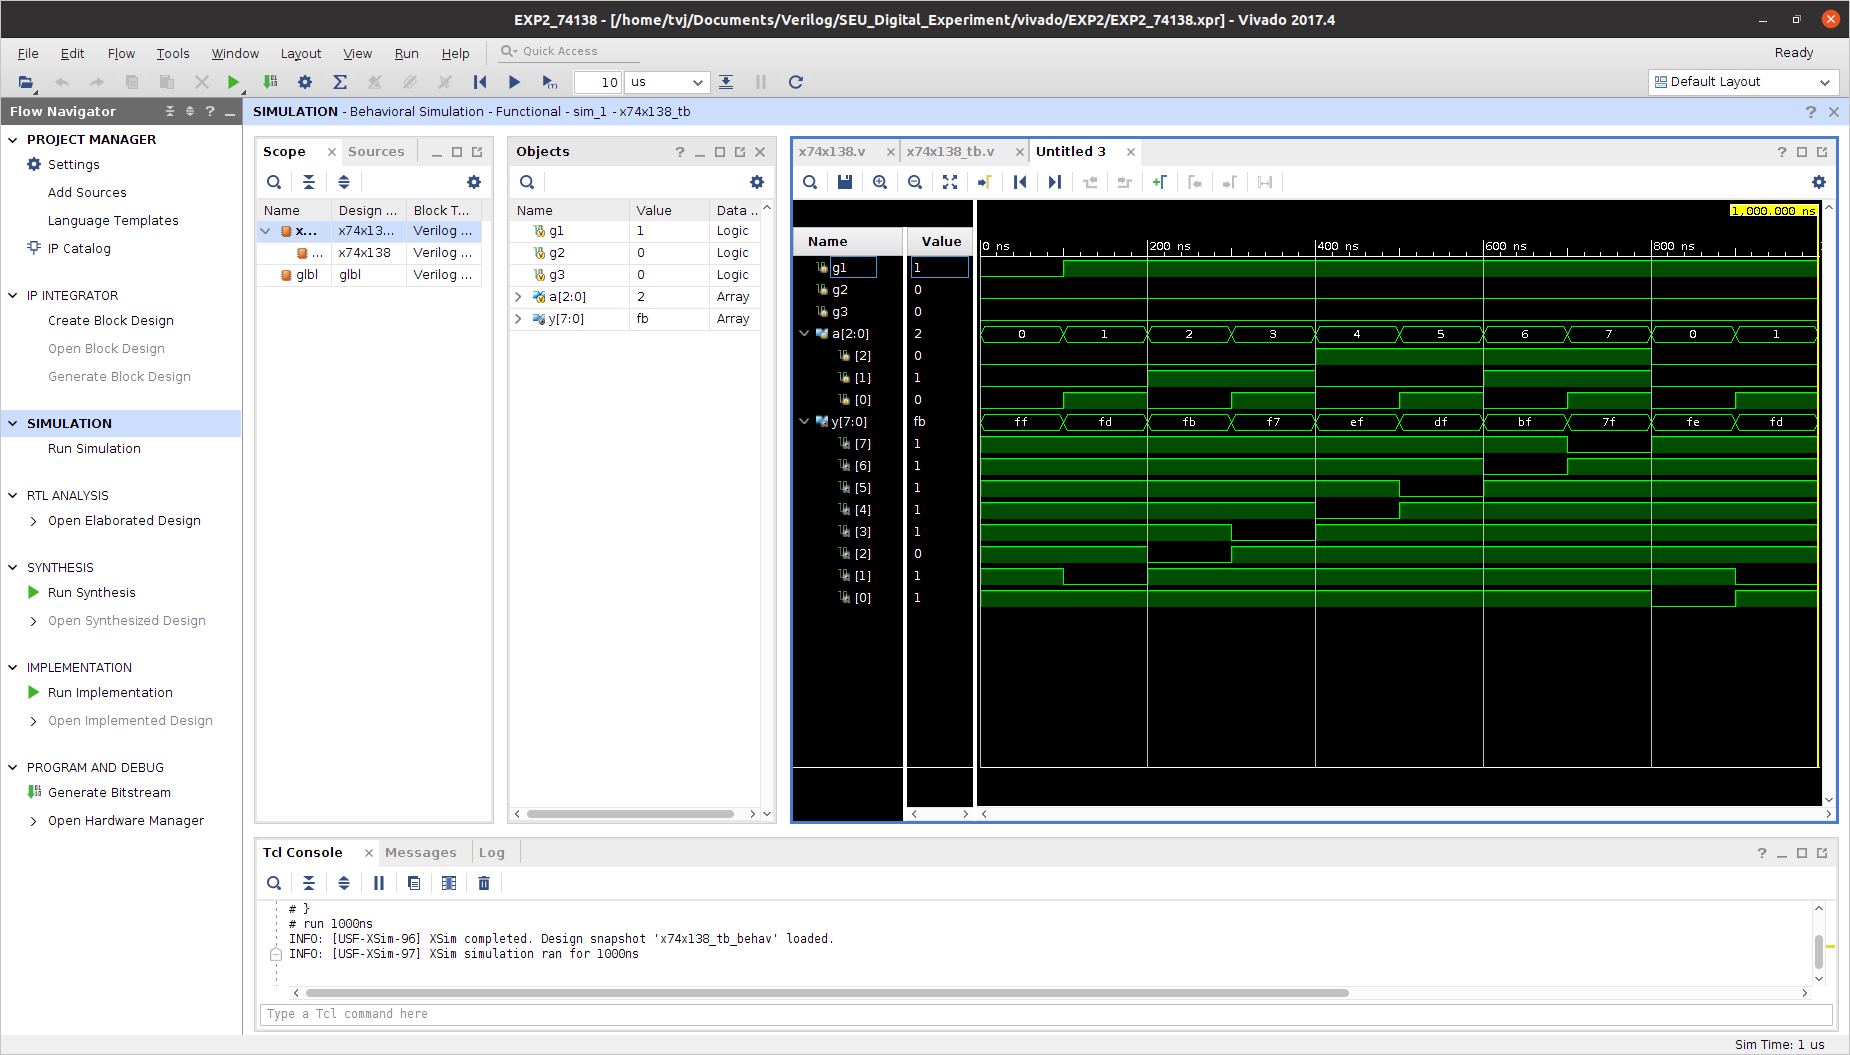 EXP2_74138 - [/home/tvj/Documents/Verilog/SEU_Digital_Experiment/vivado/EXP2/EXP2_74138.xpr] - Vivado 2017.4
File Edit Flow Tools Window Layout View Run Help Quick Access
Ready
10 us
Default Layout
Flow Navigator
SIMULATION - Behavioral Simulation - Functional - sim_1 - x74x138_tb
PROJECT MANAGER
Settings
Add Sources
Language Templates
IP Catalog
IP INTEGRATOR
Create Block Design
Open Block Design
Generate Block Design
SIMULATION
Run Simulation
RTL ANALYSIS
Open Elaborated Design
SYNTHESIS
Run Synthesis
Open Synthesized Design
IMPLEMENTATION
Run Implementation
Open Implemented Design
PROGRAM AND DEBUG
Generate Bitstream
Open Hardware Manager
Scope Sources
Name Design ... Block T...
x... x74x13... Verilog ...
... x74x138 Verilog ...
glbl glbl Verilog ...
Objects
Name Value Data ...
g1 1 Logic
g2 0 Logic
g3 0 Logic
a[2:0] 2 Array
y[7:0] fb Array
x74x138.v x74x138_tb.v Untitled 3
1,000.000 ns
Name Value
0 ns 200 ns 400 ns 600 ns 800 ns
g1 1
g2 0
g3 0
a[2:0] 2 0 1 2 3 4 5 6 7 0 1
[2] 0
[1] 1
[0] 0
y[7:0] fb ff fd fb f7 ef df bf 7f fe fd
[7] 1
[6] 1
[5] 1
[4] 1
[3] 1
[2] 0
[1] 1
[0] 1
Tcl Console Messages Log
# }
# run 1000ns
INFO: [USF-XSim-96] XSim completed. Design snapshot 'x74x138_tb_behav' loaded.
INFO: [USF-XSim-97] XSim simulation ran for 1000ns
Type a Tcl command here
Sim Time: 1 us